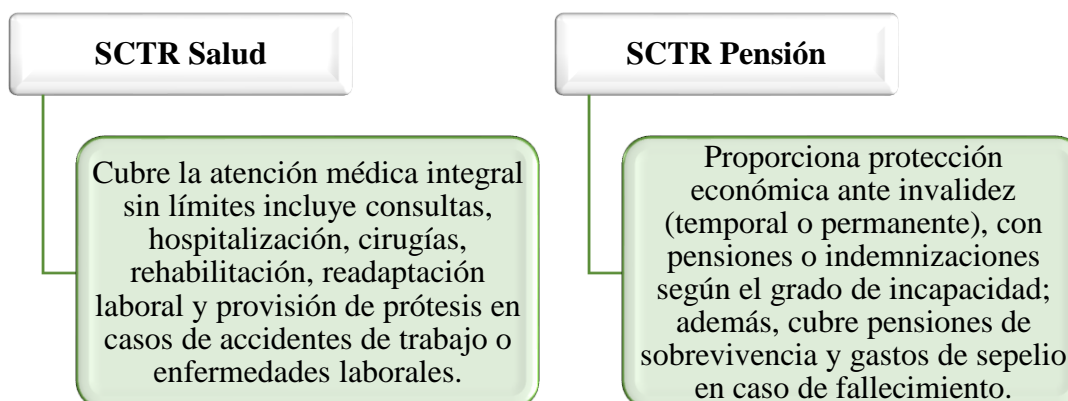 SCTR Salud
Cubre la atención médica integral
sin límites incluye consultas,
hospitalización, cirugías,
rehabilitación, readaptación
laboral y provisión de prótesis en
casos de accidentes de trabajo o
enfermedades laborales.
SCTR Pensión
Proporciona protección
económica ante invalidez
(temporal o permanente), con
pensiones o indemnizaciones
según el grado de incapacidad;
además, cubre pensiones de
sobrevivencia y gastos de sepelio
en caso de fallecimiento.